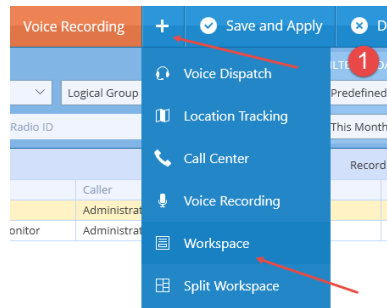 Voice Recording + Save and Apply D
1
Voice Dispatch
Logical Group Predefined
Location Tracking
Radio ID This Month
Call Center
Record
Voice Recording
Caller
Administrat
onitor Administrat
Workspace
Split Workspace